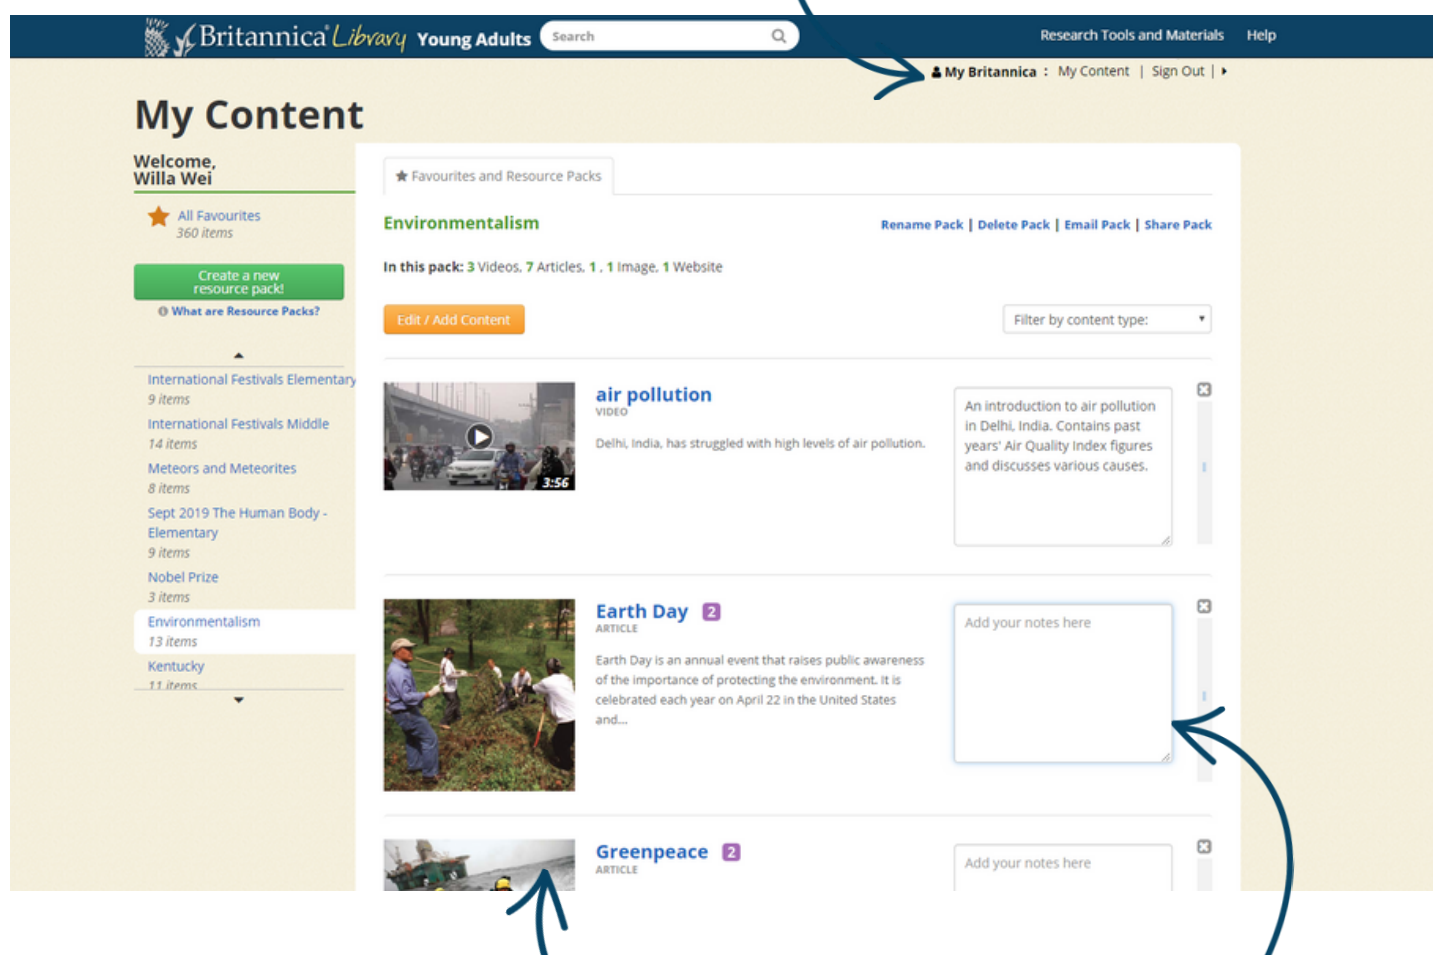 Britannica Library Young Adults
Search
Research Tools and Materials Help
My Britannica : My Content | Sign Out |
My Content
Welcome,
Willa Wei
All Favourites
360 items
Create a new
resource pack!
What are Resource Packs?
International Festivals Elementary
9 items
International Festivals Middle
14 items
Meteors and Meteorites
8 items
Sept 2019 The Human Body -
Elementary
9 items
Nobel Prize
3 items
Environmentalism
13 items
Kentucky
11 items
Favourites and Resource Packs
Environmentalism
Rename Pack | Delete Pack | Email Pack | Share Pack
In this pack: 3 Videos, 7 Articles, 1 , 1 Image, 1 Website
Edit / Add Content
Filter by content type:
3:56
air pollution
VIDEO
Delhi, India, has struggled with high levels of air pollution.
An introduction to air pollution
in Delhi, India. Contains past
years' Air Quality Index figures
and discusses various causes.
Earth Day 2
ARTICLE
Earth Day is an annual event that raises public awareness
of the importance of protecting the environment. It is
celebrated each year on April 22 in the United States
and...
Add your notes here
Greenpeace 2
ARTICLE
Add your notes here